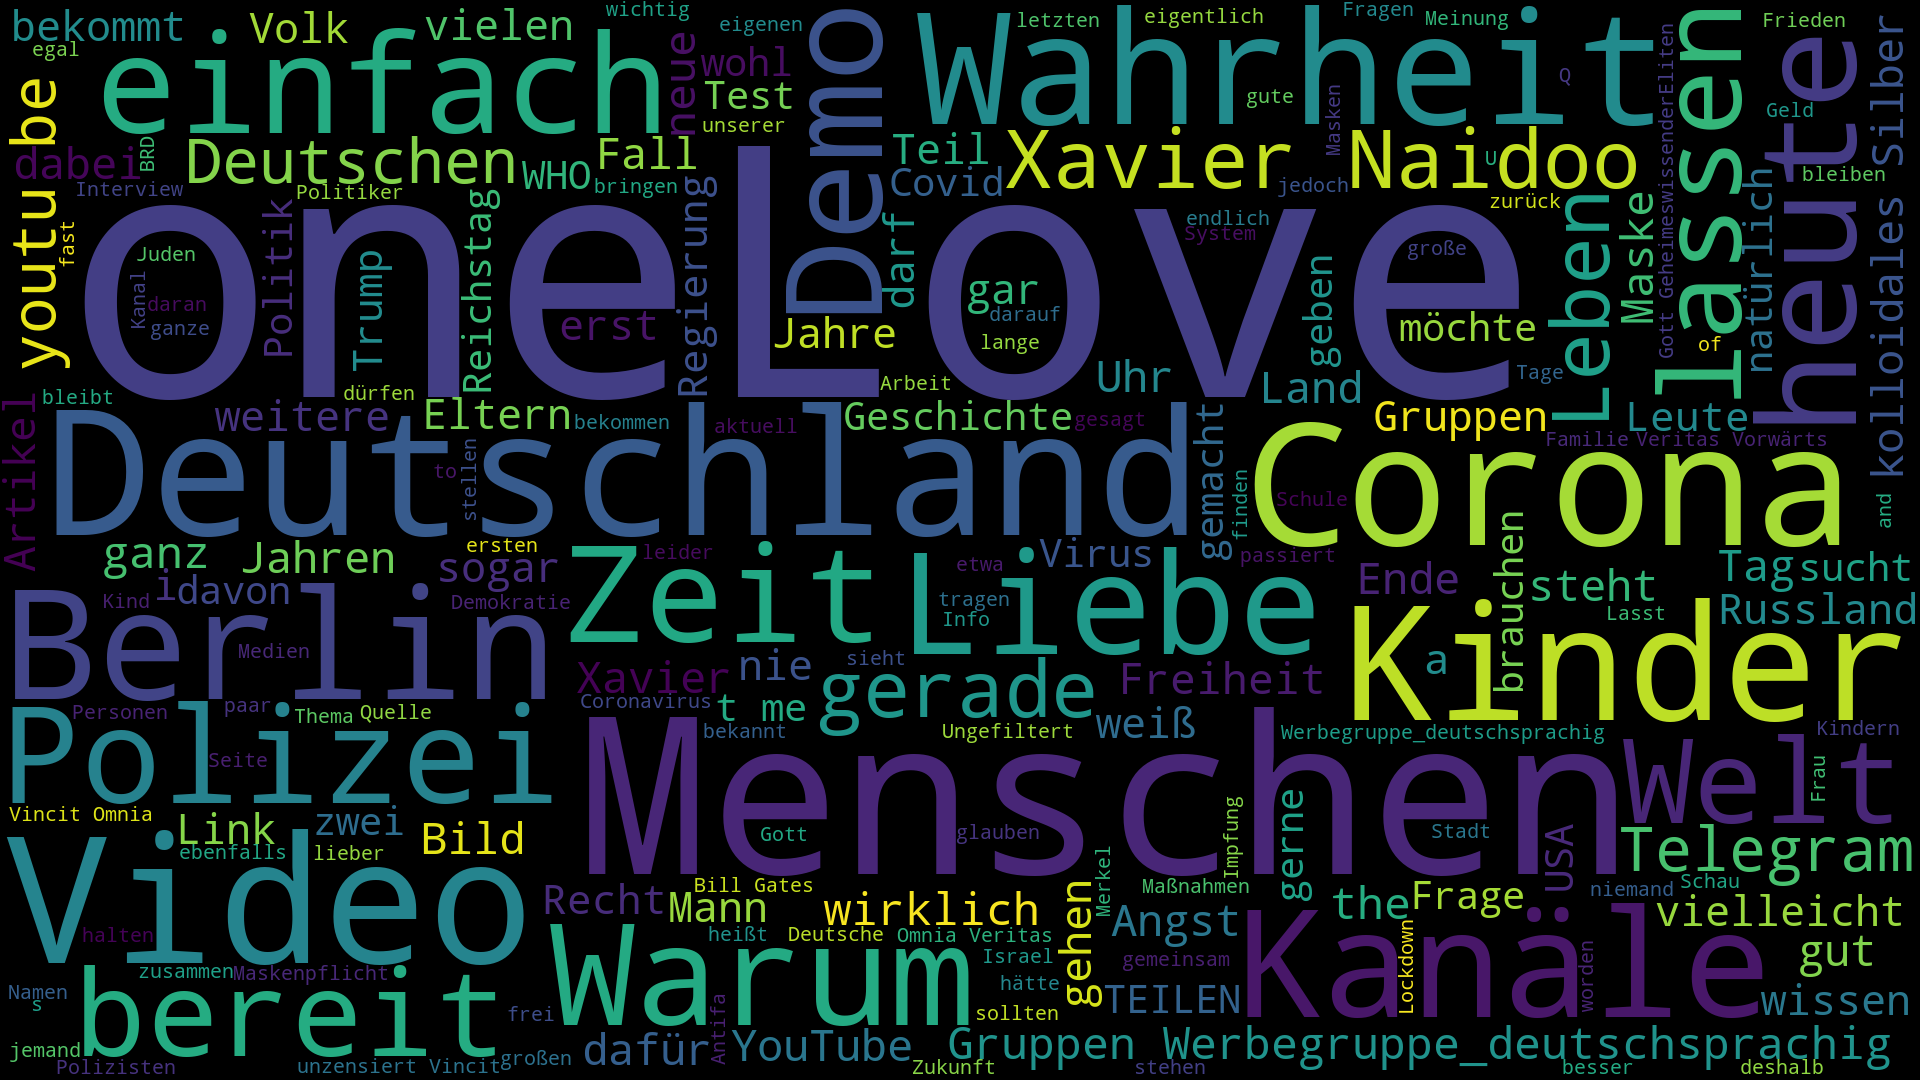 bekommt
egal
Volk
vielen
wichtig
eigenen
letzten
eigentlich
Fragen
Meinung
Frieden
einfach
neue
wohl
Test
unserer
Demo
Wahrheit
gute
Masken
Q
GeheimeswissenderEliten
Gott
lassen
Geld
heute
Silber
kolloidales
youtu be
dabei
BRD
Deutschen
WHO
Fall
bringen
Teil
Covid
Xavier Naidoo
jedoch
U
bleiben
Interview
Politiker
zurück
fast
Juden
Kanal
daran
ganze
Politik
Trump
Reichstag
Regierung
oneLove
erst
darf
endlich
System
große
gar
darauf
lange
geben
möchte
Leben
Maske
of
natürlich
Jahre
dürfen
Arbeit
Uhr
Land
Tage
bleibt
weitere
Eltern
bekommen
aktuell
Geschichte
gesagt
Gruppen
Leute
Familie
Veritas Vorwärts
Artikel
Deutschland
to
stellen
gemacht
finden
Corona
Schule
and
ganz
Jahren
ersten
sogar
leider
etwa
Virus
passiert
Ende
brauchen
steht
Tag
sucht
Kind
i
davon
Demokratie
Zeit
Liebe
tragen
Info
Lasst
Russland
Berlin
Medien
Xavier
nie
sieht
Freiheit
a
Kinder
Coronavirus
t me
gerade
Personen
paar
Thema
Quelle
bekannt
Ungefiltert
weiß
Werbegruppe_deutschsprachig
Kindern
Polizei
Seite
Menschen
Welt
Frau
Vincit Omnia
Link
zwei
Bild
Gott
glauben
Impfung
gerne
Stadt
ebenfalls
lieber
Telegram
Video
Bill Gates
Merkel
Maßnahmen
USA
niemand
Schau
Recht
Mann
wirklich
gehen
Angst
the
Frage
vielleicht
halten
heißt
Deutsche
Omnia Veritas
Israel
gemeinsam
Kanäle
Lockdown
worden
gut
zusammen
Maskenpflicht
Warum
hätte
TEILEN
wissen
Namen
s
bereit
frei
sollten
jemand
Polizisten
unzensiert Vincit
großen
dafür
Antifa
YouTube
Gruppen Werbegruppe_deutschsprachig
Zukunft
stehen
besser
deshalb